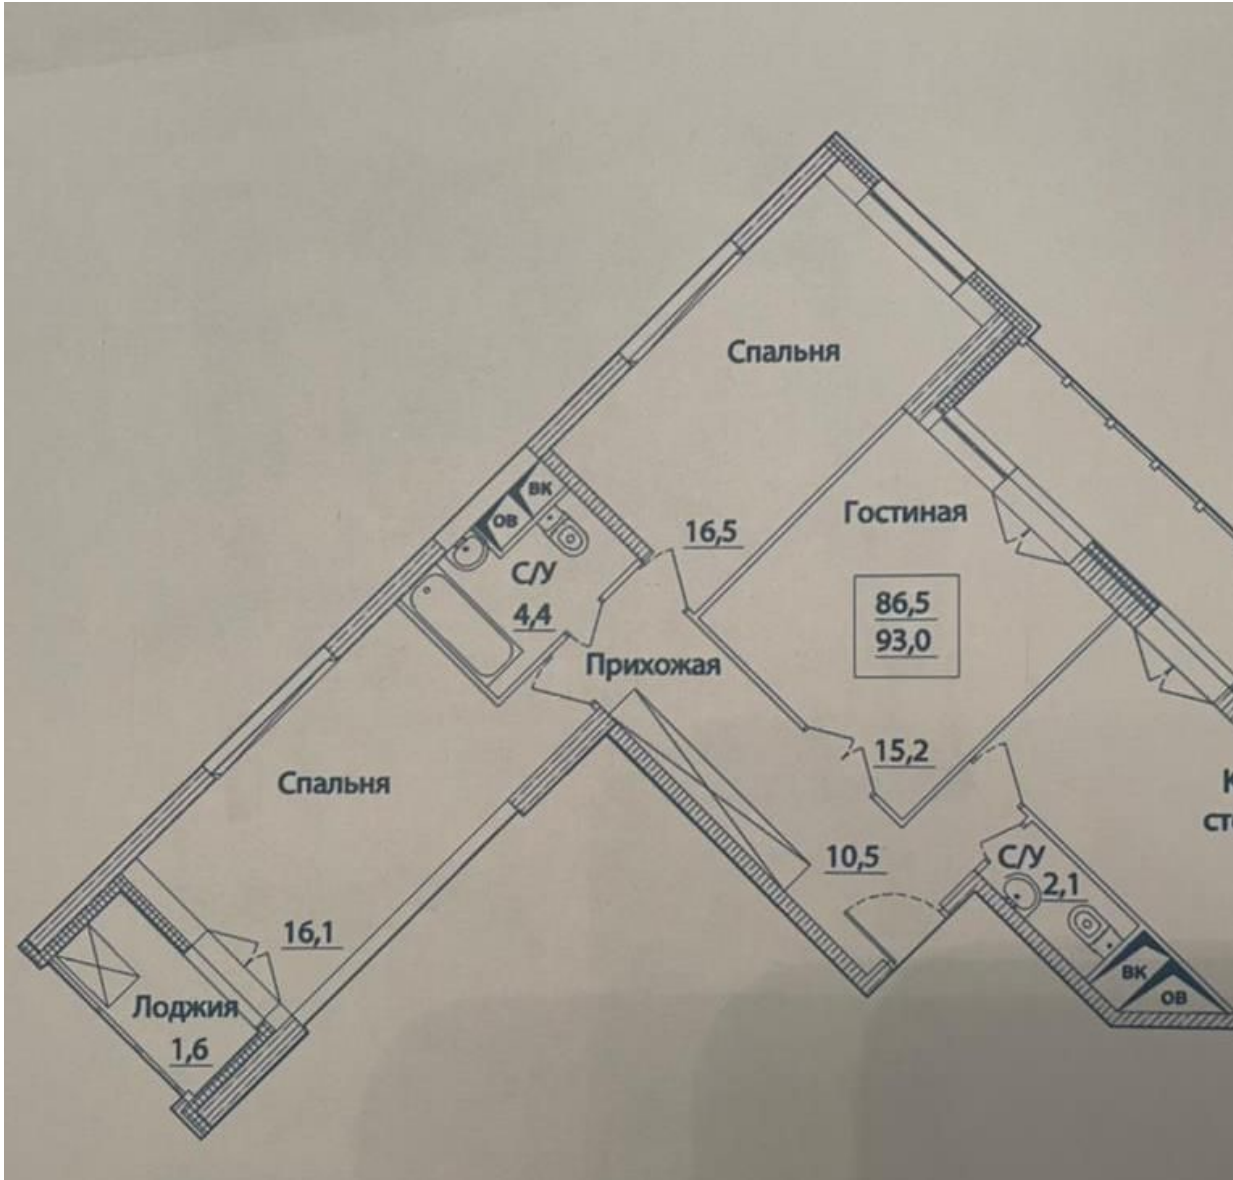 Спальня
ВК
ОВ
Гостиная
16,5
С/У
4,4
86,5
93,0
Прихожая
15,2
Спальня
10,5
С/У
2,1
16,1
ВК
ОВ
Лоджия
1,6